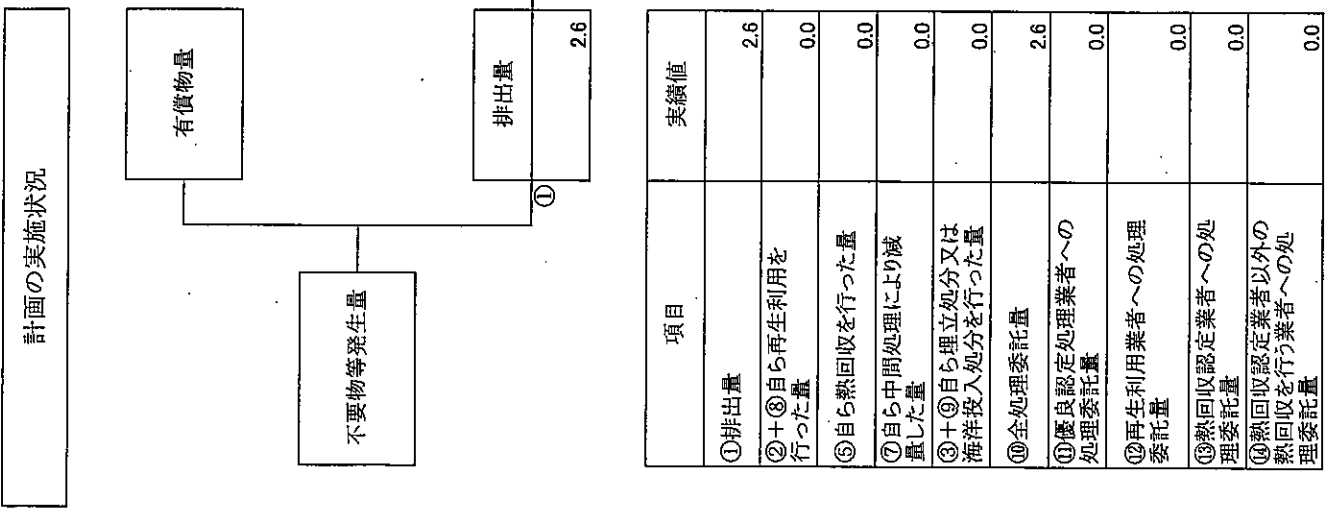 計画の実施状況
不要物等発生量
有償物量
①
排出量
2.6
項目
実績値
①排出量
2.6
②+⑧自ら再生利用を
行った量
0.0
⑤自ら熱回収を行った量
0.0
⑦自ら中間処理により減
量した量
0.0
③+⑨自ら埋立処分又は
海洋投入処分を行った量
0.0
⑩全処理委託量
2.6
⑪優良認定処理業者への
処理委託量
0.0
⑫再生利用業者への処理
委託量
0.0
⑬熱回収認定業者への処
理委託量
0.0
⑭熱回収認定業者以外の
熱回収を行う業者への処
理委託量
0.0